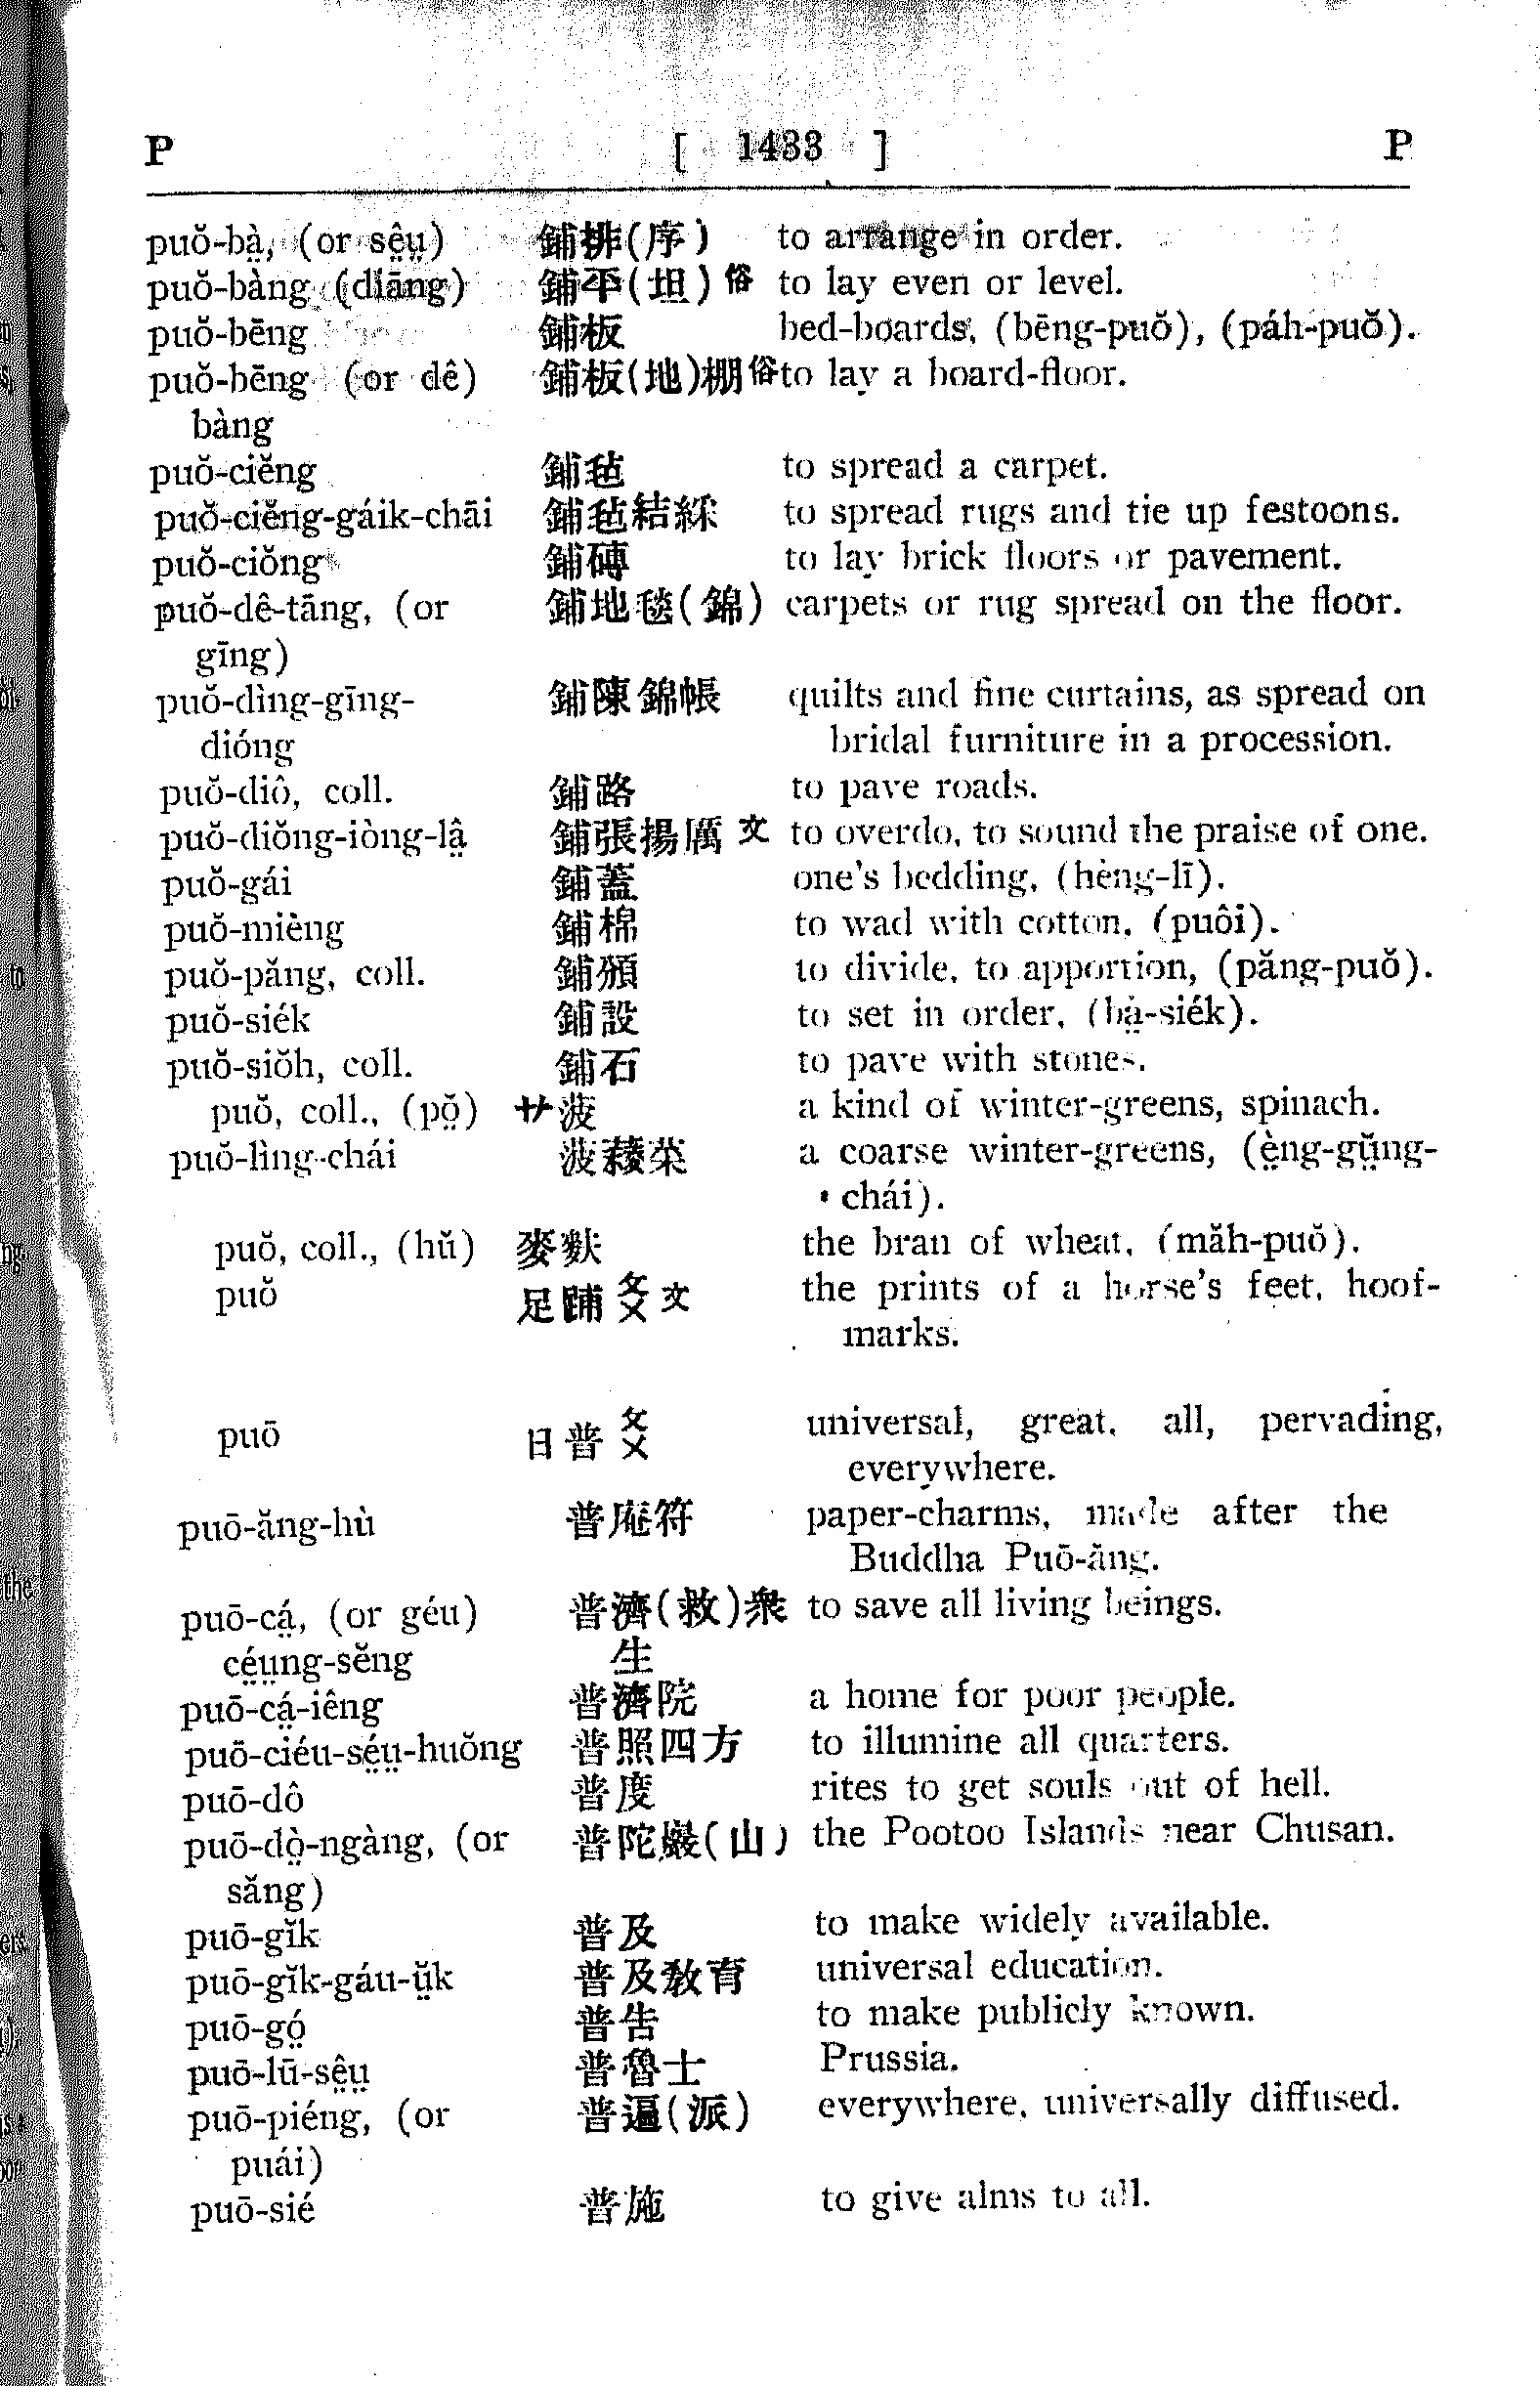 P [ 1433 ] P
puŏ-bà̤, (or sê̤ṳ) 鋪排(序) to arrange in order.
puŏ-bàng (diāng) 鋪平(坦)俗 to lay even or level.
puŏ-bēng 鋪板 bed-boards, (bēng-puŏ), (páh-puŏ).
puŏ-bēng (or dê) 鋪板(地)棚俗 to lay a board-floor.
bàng
puŏ-ciĕng 鋪毡 to spread a carpet.
puŏ-ciĕng-gáik-chāi 鋪毡結綵 to spread rugs and tie up festoons.
puŏ-ciŏng 鋪磚 to lay brick floors or pavement.
puŏ-dê-tāng, (or 鋪地毯(錦) carpets or rug spread on the floor.
gīng)
puŏ-dìng-gīng- 鋪陳錦帳 quilts and fine curtains, as spread on
dióng bridal furniture in a procession.
puŏ-diô, coll. 鋪路 to pave roads.
puŏ-diŏng-iòng-lâ̤ 鋪張揚厲 文 to overdo, to sound the praise of one.
puŏ-gái 鋪蓋 one's bedding, (hèng-lī).
puŏ-mièng 鋪棉 to wad with cotton, (puôi).
puŏ-păng, coll. 鋪頒 to divide, to apportion, (păng-puŏ).
puŏ-siék 鋪設 to set in order, (bà̤-siék).
puŏ-siŏh, coll. 鋪石 to pave with stones.
puŏ, coll., (pŏ̤) 艹菠 a kind of winter-greens, spinach.
puŏ-lìng-chái 菠薐菜 a coarse winter-greens, (è̤ng-gṳ̆ng-
chái).
puŏ, coll., (hŭ) 麥麩 the bran of wheat, (măh-puŏ).
puŏ 足踊 ㄆㄨ 文 the prints of a horse's feet, hoof-
marks.
puō 日普 ㄆㄨ universal, great, all, pervading,
everywhere.
puō-ăng-hù 普庵符 paper-charms, made after the
Buddha Puō-ăng.
puō-cá̤, (or géu) 普濟(救)衆 to save all living beings.
cé̤ṳng-sĕng 生
puō-cá̤-iêng 普濟院 a home for poor people.
puō-ciéu-sé̤ṳ-huŏng 普照四方 to illumine all quarters.
puō-dô 普度 rites to get souls out of hell.
puō-dò̤-ngàng, (or 普陀巖(山) the Pootoo Islands near Chusan.
săng)
puō-gĭk 普及 to make widely available.
puō-gĭk-gáu-ṳ̆k 普及敎育 universal education.
puō-gó̤ 普告 to make publicly known.
puō-lū-sê̤ṳ 普魯士 Prussia.
puō-piéng, (or 普遍(派) everywhere, universally diffused.
puái)
puō-sié 普施 to give alms to all.